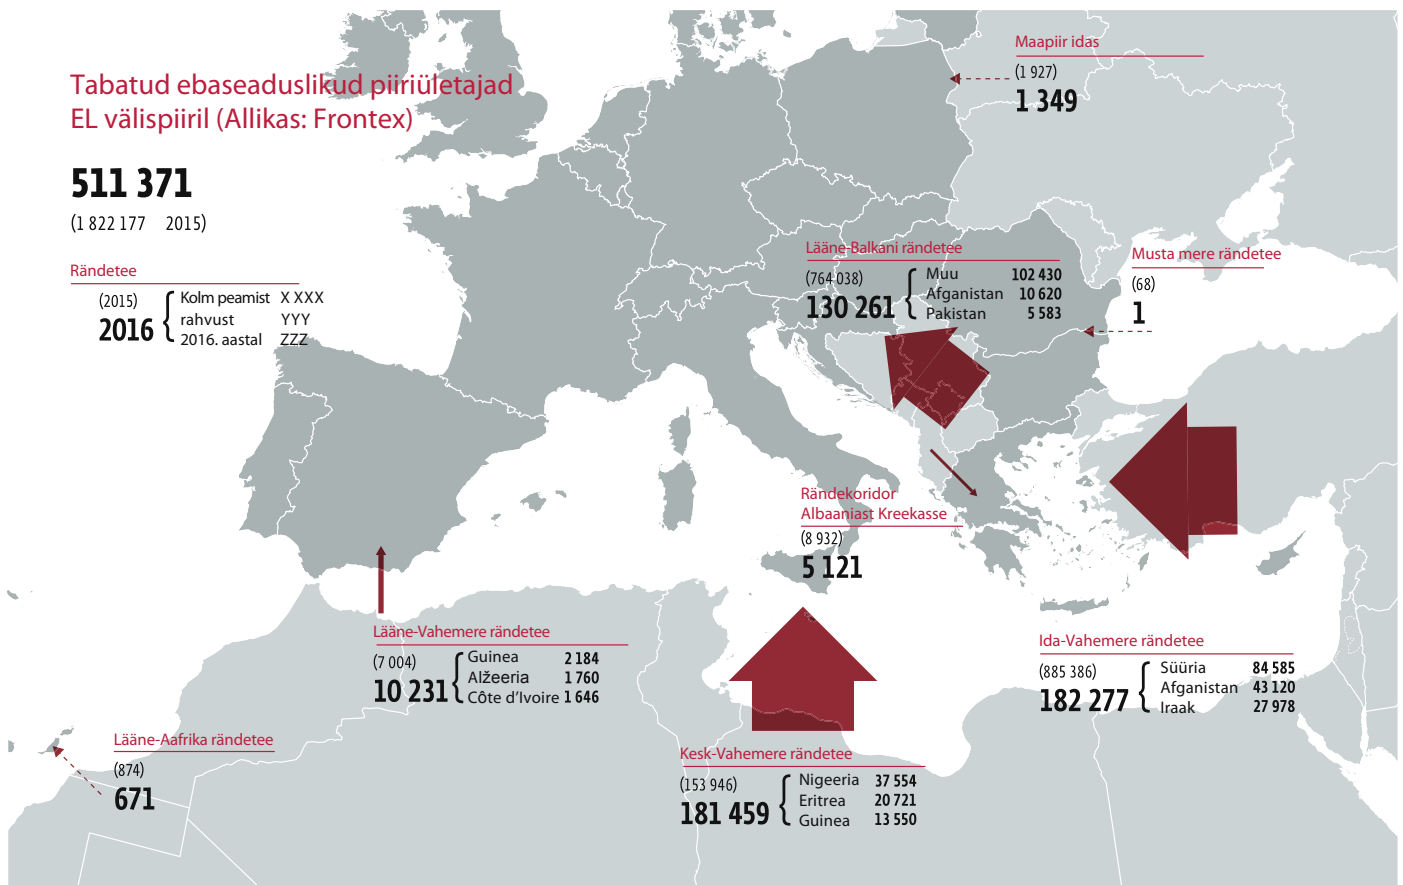 Tabatud ebaseaduslikud piiriületajad
EL välispiiril (Allikas: Frontex)
511 371
(1 822 177 2015)
Rändetee
(2015)
2016
Kolm peamist X XXX
rahvust YYY
2016. aastal ZZZ
Maapiir idas
(1 927)
1 349
Lääne-Balkani rändetee
(764 038)
130 261
Muu 102 430
Afganistan 10 620
Pakistan 5 583
Musta mere rändetee
(68)
1
Rändekoridor
Albaaniast Kreekasse
(8 932)
5 121
Lääne-Vahemere rändetee
(7 004)
10 231
Guinea 2 184
Alžeeria 1 760
Côte d'Ivoire 1 646
Ida-Vahemere rändetee
(885 386)
182 277
Süüria 84 585
Afganistan 43 120
Iraak 27 978
Lääne-Aafrika rändetee
(874)
671
Kesk-Vahemere rändetee
(153 946)
181 459
Nigeeria 37 554
Eritrea 20 721
Guinea 13 550